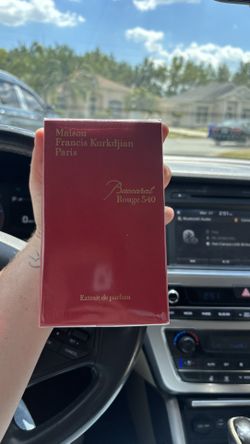 Maison
Francis Kurkdjian
Paris
Baccarat
Rouge 540
Extrait de parfum